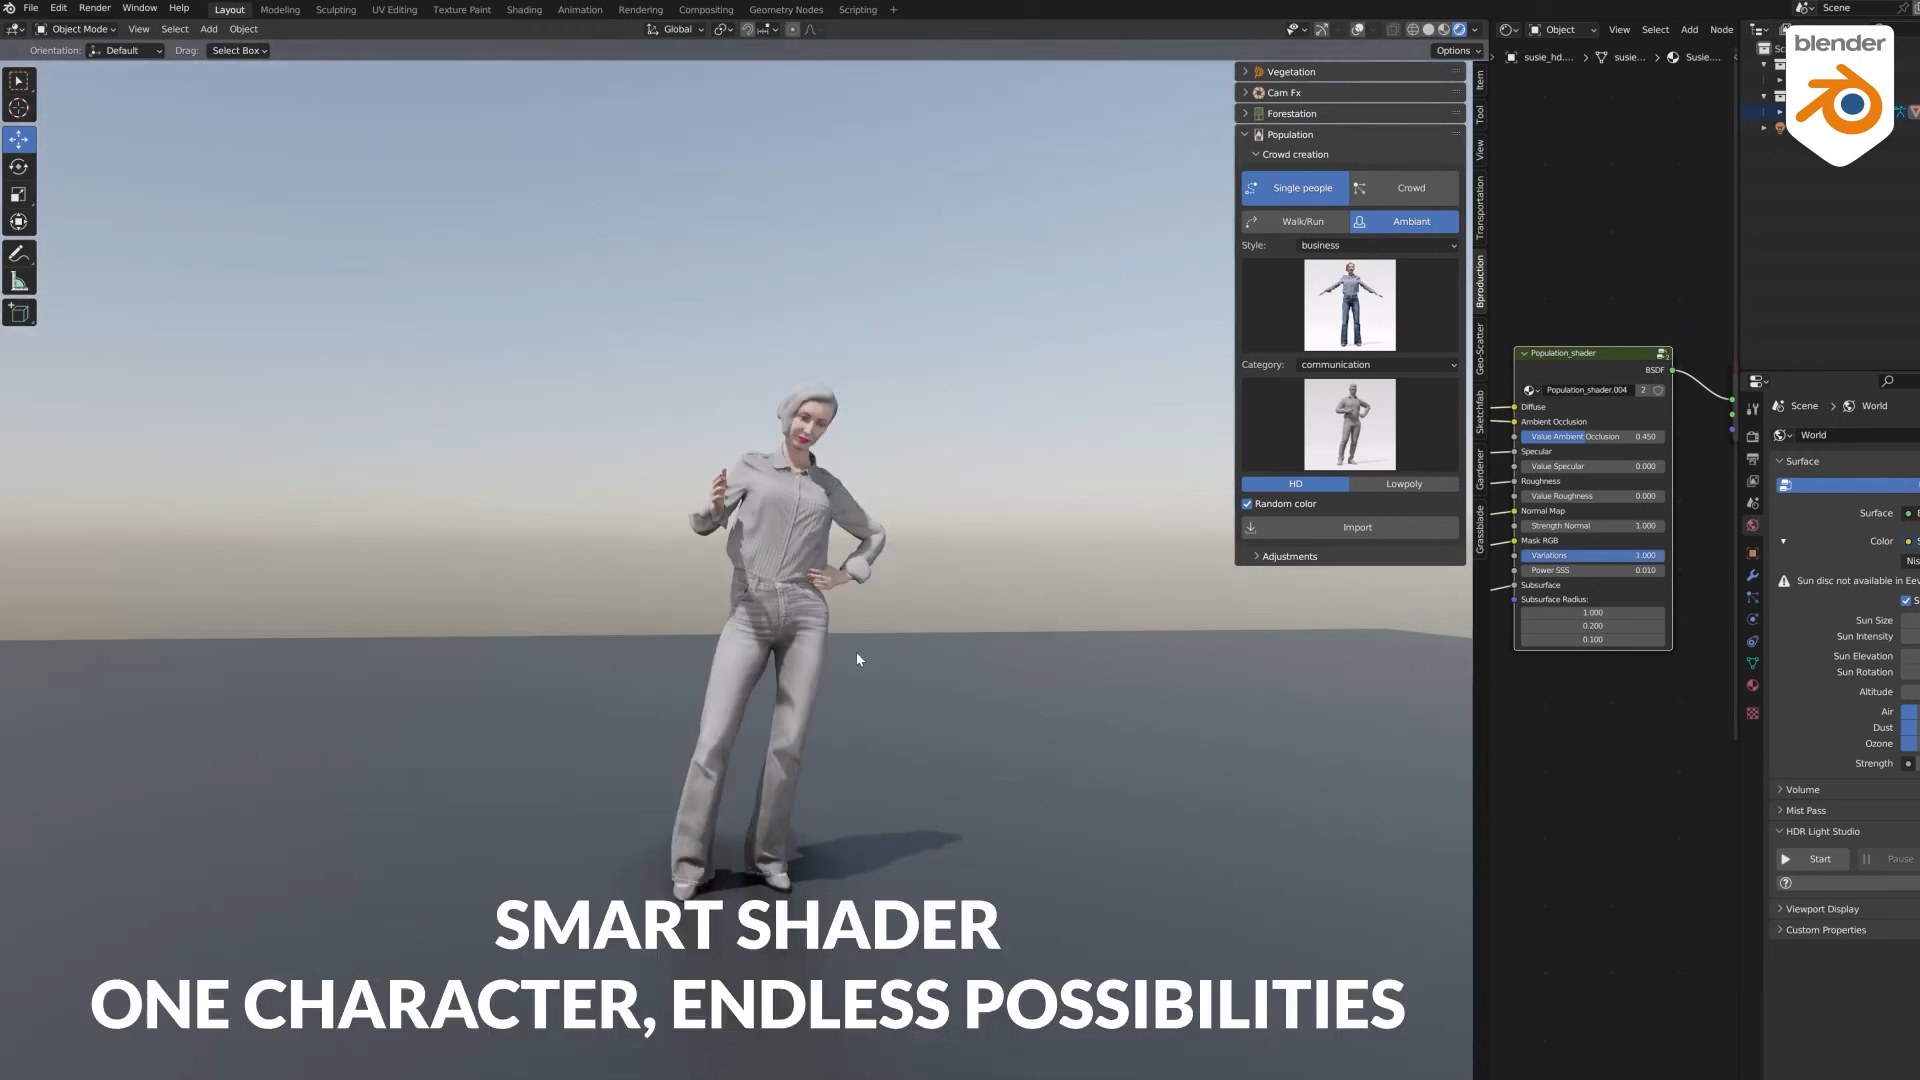 File Edit Render Window Help Layout Modeling Sculpting UV Editing Texture Paint Shading Animation Rendering Compositing Geometry Nodes Scripting + Scene
Object Mode View Select Add Object Global Object View Select Add Node
Orientation: Default Drag: Select Box Options
susie_hd.... susie... Susie....
blender
Vegetation
Cam Fx
Forestation
Population
Crowd creation
Single people Crowd
Walk/Run Ambiant
Style: business
Category: communication
HD Lowpoly
Random color
Import
Adjustments
Item
Tool
View
Transportation
Bproduction
Geo-Scatter
Sketchfab
Gardener
Grassblade
Population_shader
BSDF
Population_shader.004 2
Diffuse
Ambient Occlusion
Value Ambient Occlusion 0.450
Specular
Value Specular 0.000
Roughness
Value Roughness 0.000
Normal Map
Strength Normal 1.000
Mask RGB
Variations 1.000
Power SSS 0.010
Subsurface
Subsurface Radius:
1.000
0.200
0.100
Scene World
World
Surface
Surface
Color
Nis
Sun disc not available in Eev
Sun Size
Sun Intensity
Sun Elevation
Sun Rotation
Altitude
Air
Dust
Ozone
Strength
Volume
Mist Pass
HDR Light Studio
Start Pause
Viewport Display
Custom Properties
SMART SHADER
ONE CHARACTER, ENDLESS POSSIBILITIES